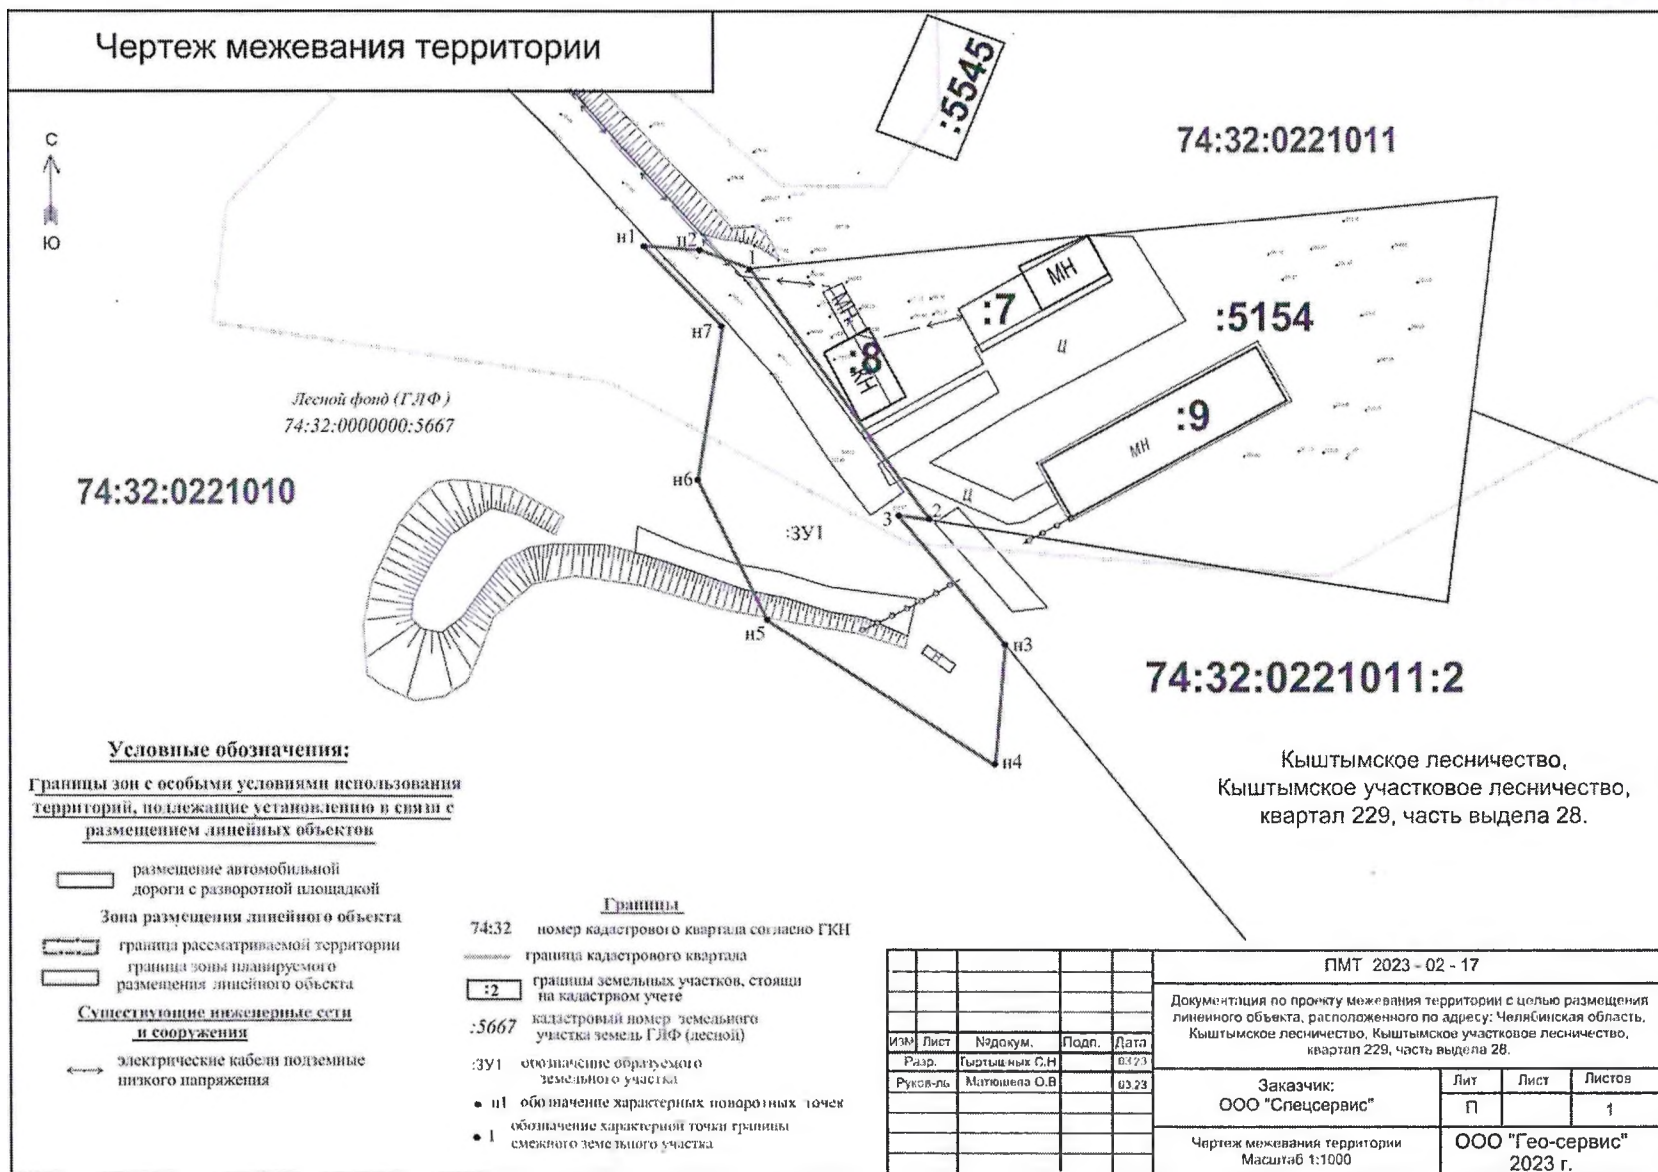 Чертеж межевания территории
С
Ю
:5545
74:32:0221011
н1
н2
1
МН
:7
МН
:8
КН
:5154
Ц
н7
:9
МН
Лесной фонд (ГЛФ)
74:32:0000000:5667
74:32:0221010
н6
Ц
3
2
:ЗУ1
н5
н3
74:32:0221011:2
н4
Кыштымское лесничество,
Кыштымское участковое лесничество,
квартал 229, часть выдела 28.
Условные обозначения:
Границы зон с особыми условиями использования
территорий, подлежащие установлению в связи с
размещением линейных объектов
размещение автомобильной
дороги с разворотной площадкой
Зона размещения линейного объекта
граница рассматриваемой территории
граница зоны планируемого
размещения линейного объекта
Существующие инженерные сети
и сооружения
электрические кабели подземные
низкого напряжения
Границы
74:32 номер кадастрового квартала согласно ГКН
граница кадастрового квартала
:2 границы земельных участков, стоящи
на кадастрвом учете
:5667 кадастровый номер земельного
участка земель ГЛФ (лесной)
:ЗУ1 обозначение образуемого
земельного участка
н1 обозначение характерных поворотных точек
1 обозначение характерной точки границы
смежного земельного участка
ПМТ 2023 - 02 - 17
Документация по проекту межевания территории с целью размещения
линейного объекта, расположенного по адресу: Челябинская область,
Кыштымское лесничество, Кыштымское участковое лесничество,
квартал 229, часть выдела 28.
ИЗМ Лист №докум. Подп. Дата
Разр. Тыртышных С.Н 03.23
Руков-ль Матюшева О.В 03.23
Заказчик:
ООО "Спецсервис"
Лит Лист Листов
П 1
Чертеж межевания территории
Масштаб 1:1000
ООО "Гео-сервис"
2023 г.